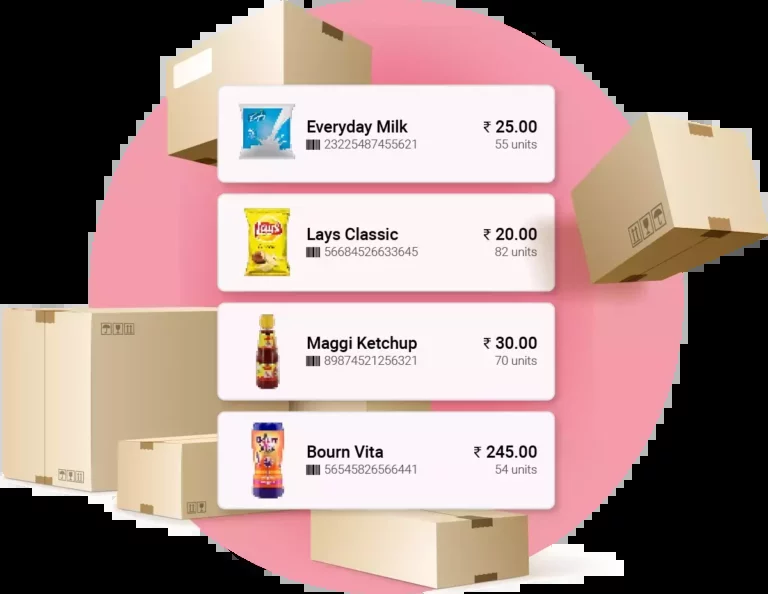 Everyday Milk
₹ 25.00
23225487455621
55 units
Lay's
Lays Classic
₹ 20.00
56684526633645
82 units
Maggi Ketchup
₹ 30.00
89874521256321
70 units
Bourn Vita
₹ 245.00
56545826566441
54 units